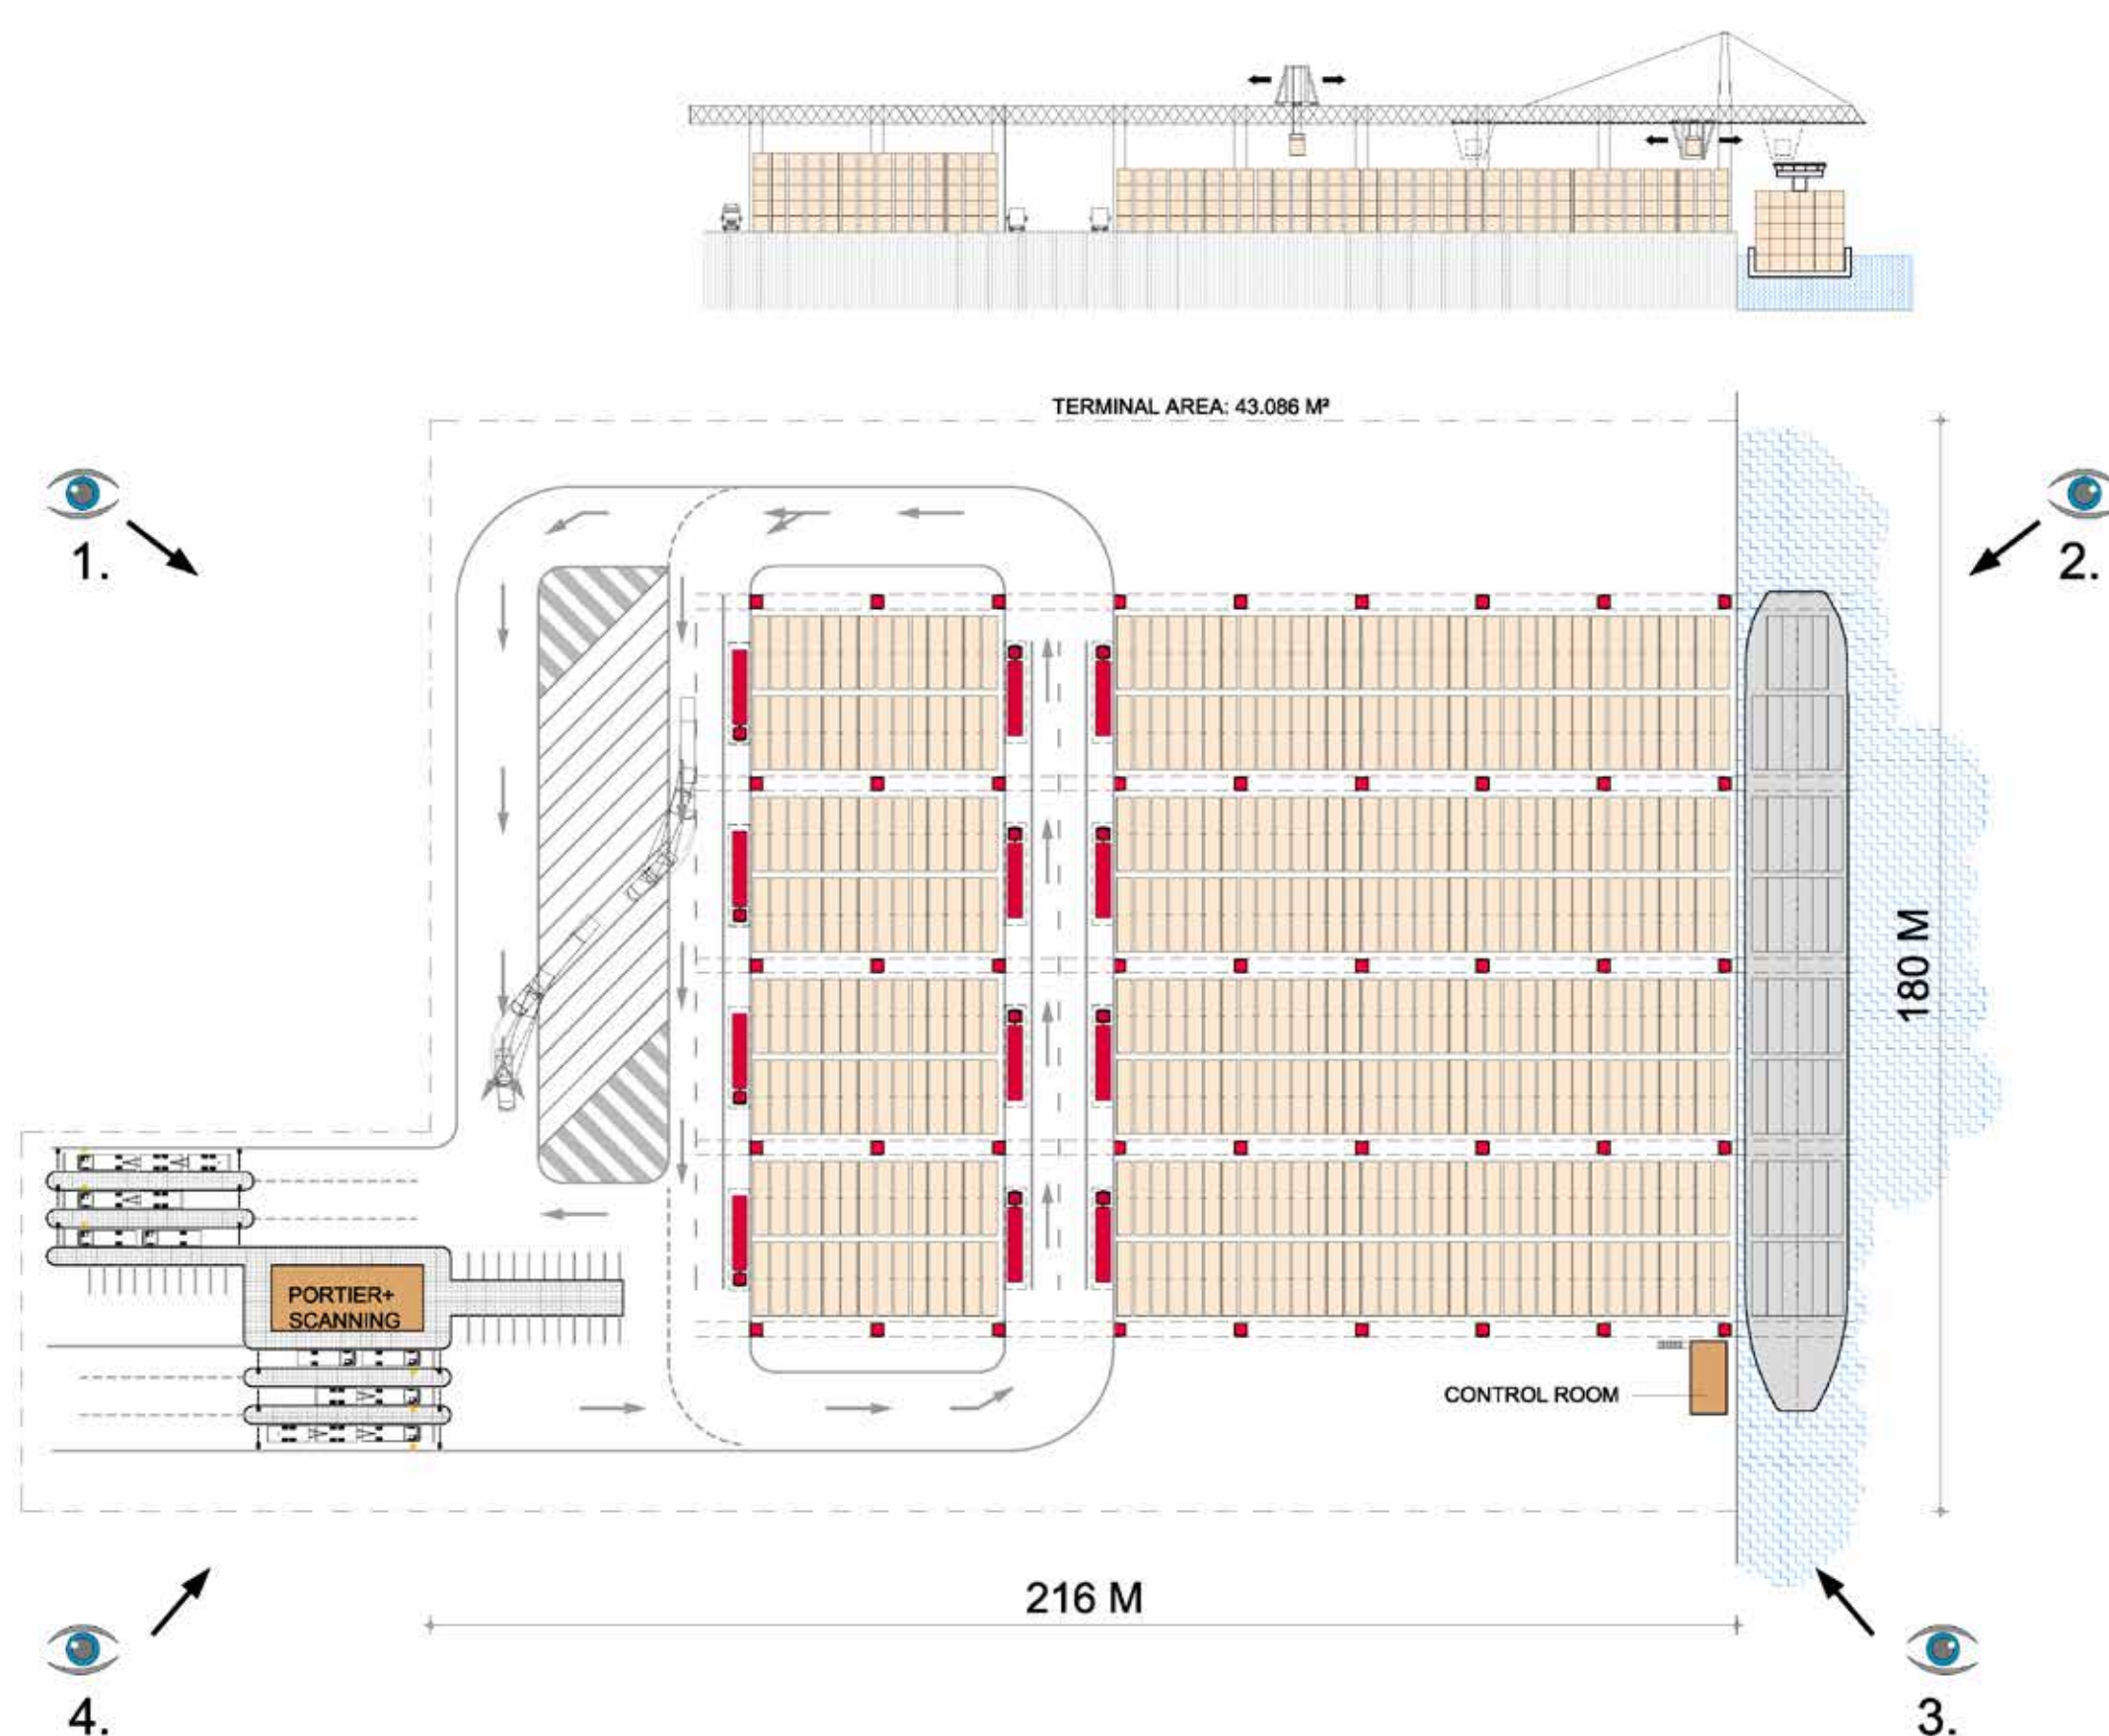 TERMINAL AREA: 43.086 M²
1.
2.
180 M
PORTIER+
SCANNING
CONTROL ROOM
216 M
4.
3.